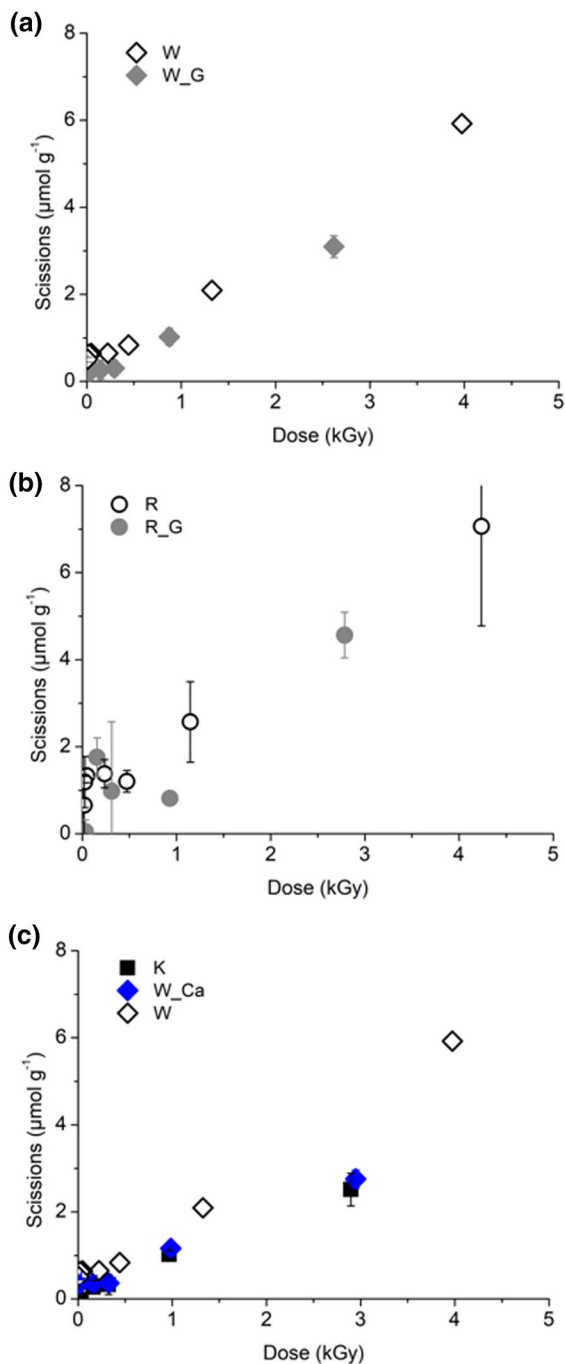 (a)
8
W
W_G
6
4
2
0
Scissions (μmol g⁻¹)
0 1 2 3 4 5
Dose (kGy)
(b)
8
R
R_G
6
4
2
0
Scissions (μmol g⁻¹)
0 1 2 3 4 5
Dose (kGy)
(c)
8
K
W_Ca
W
6
4
2
0
Scissions (μmol g⁻¹)
0 1 2 3 4 5
Dose (kGy)